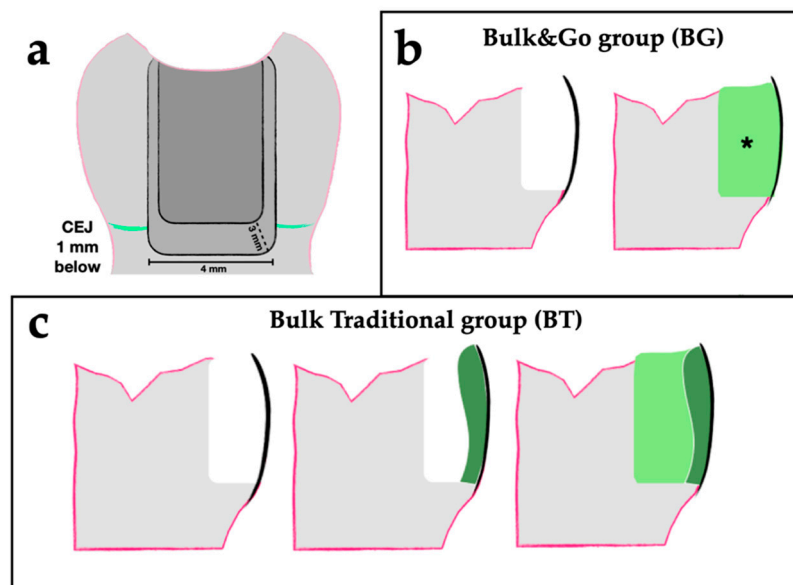 a
CEJ
1 mm
below
3 mm
4 mm
b
Bulk&Go group (BG)
*
c
Bulk Traditional group (BT)